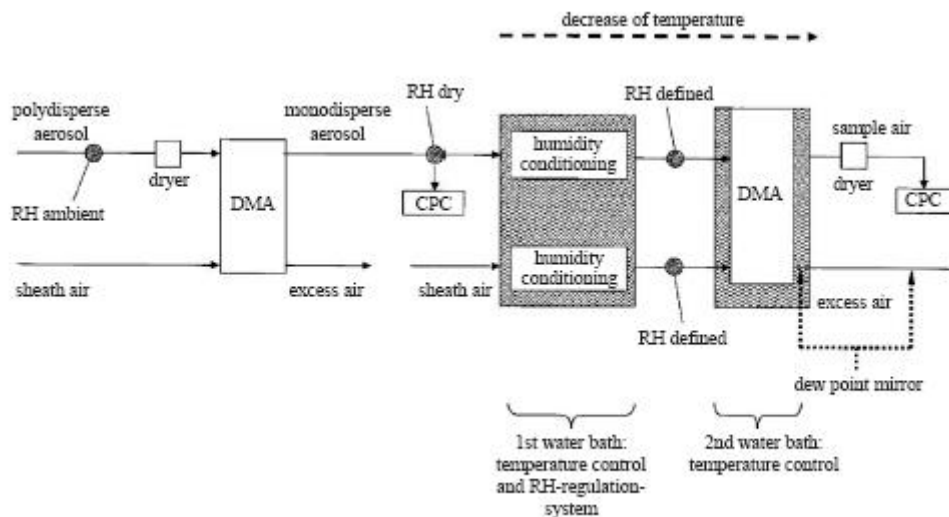 decrease of temperature
polydisperse
aerosol
monodisperse
aerosol
RH dry
RH defined
sample air
humidity
conditioning
dryer
DMA
CPC
DMA
dryer
CPC
RH ambient
humidity
conditioning
sheath air
excess air
sheath air
excess air
RH defined
dew point mirror
1st water bath:
temperature control
and RH-regulation-
system
2nd water bath:
temperature control